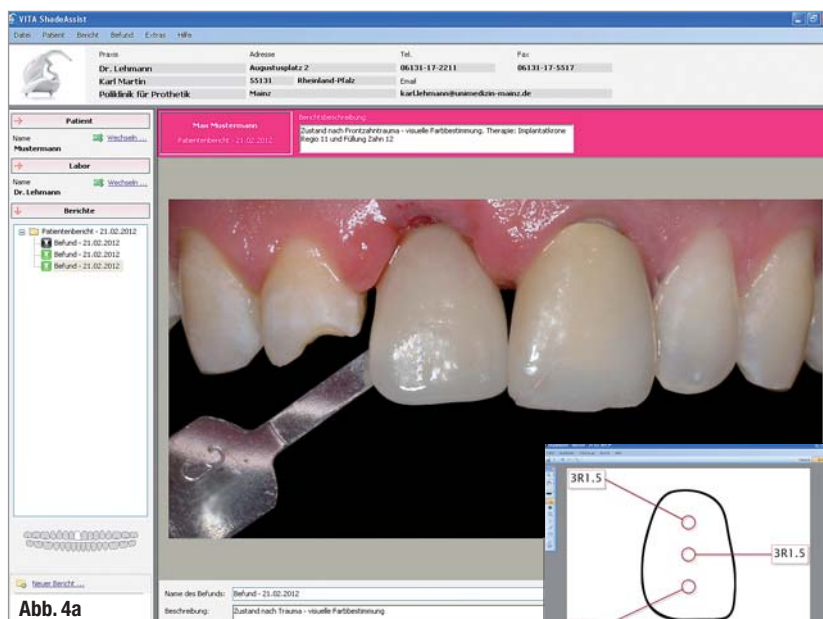 VITA ShadeAssist
Datei Patient Bericht Befund Extras Hilfe
Praxis Adresse Tel. Fax
Dr. Lehmann Augustusplatz 2 06131-17-2211 06131-17-5517
Karl Martin 55131 Rheinland-Pfalz Email
Poliklinik für Prothetik Mainz karl.lehmann@unimedizin-mainz.de
Patient
Name Wechseln ...
Mustermann
Labor
Name Wechseln ...
Dr. Lehmann
Berichte
Patientenbericht - 21.02.2012
Befund - 21.02.2012
Befund - 21.02.2012
Befund - 21.02.2012
Neuer Bericht ...
Max Mustermann
Patientenbericht - 21.02.2012
Berichtsbeschreibung
Zustand nach Frontzahntrauma - visuelle Farbbestimmung. Therapie: Implantatkrone
Regio 11 und Füllung Zahn 12
3R1.5
3R1.5
Name des Befunds: Befund - 21.02.2012
Beschreibung: Zustand nach Trauma - visuelle Farbbestimmung
Abb. 4a